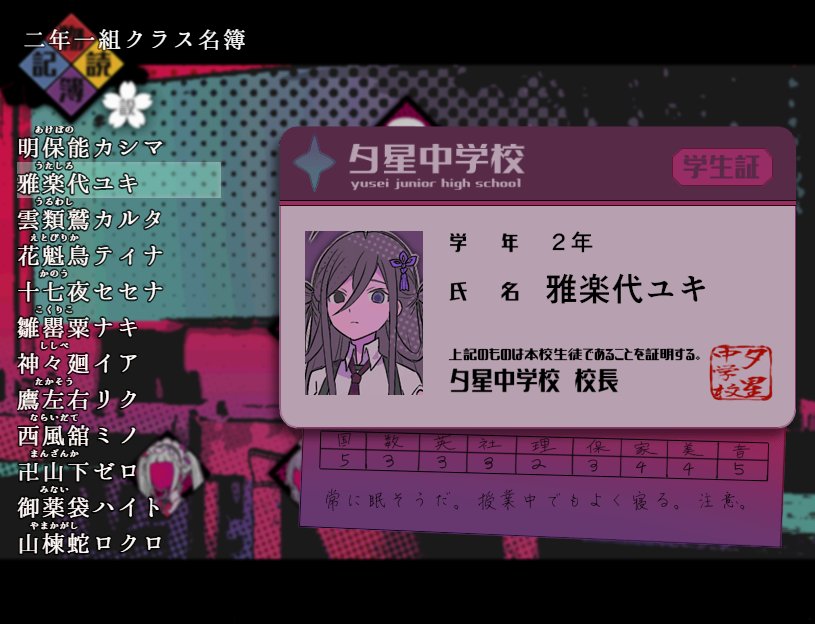 二年一組クラス名簿
記
読
簿
あけぼの
明保能カシマ
うたしろ
雅楽代ユキ
うるわし
雲類鷲カルタ
えとぴりか
花魁鳥ティナ
かのう
十七夜セセナ
こくりこ
雛罌粟ナキ
ししべ
神々廻イア
たかそう
鷹左右リク
ならいだて
西風舘ミノ
まんざんか
卍山下ゼロ
みない
御薬袋ハイト
やまかがし
山楝蛇ロクロ
夕星中学校
yusei junior high school
学生証
学 年 2年
氏 名 雅楽代ユキ
上記のものは本校生徒であることを証明する。
夕星中学校 校長
夕星
中学校
国 数 英 社 理 保 家 美 音
5 3 3 3 2 3 4 4 5
常に眠そうだ。授業中でもよく寝る。注意。